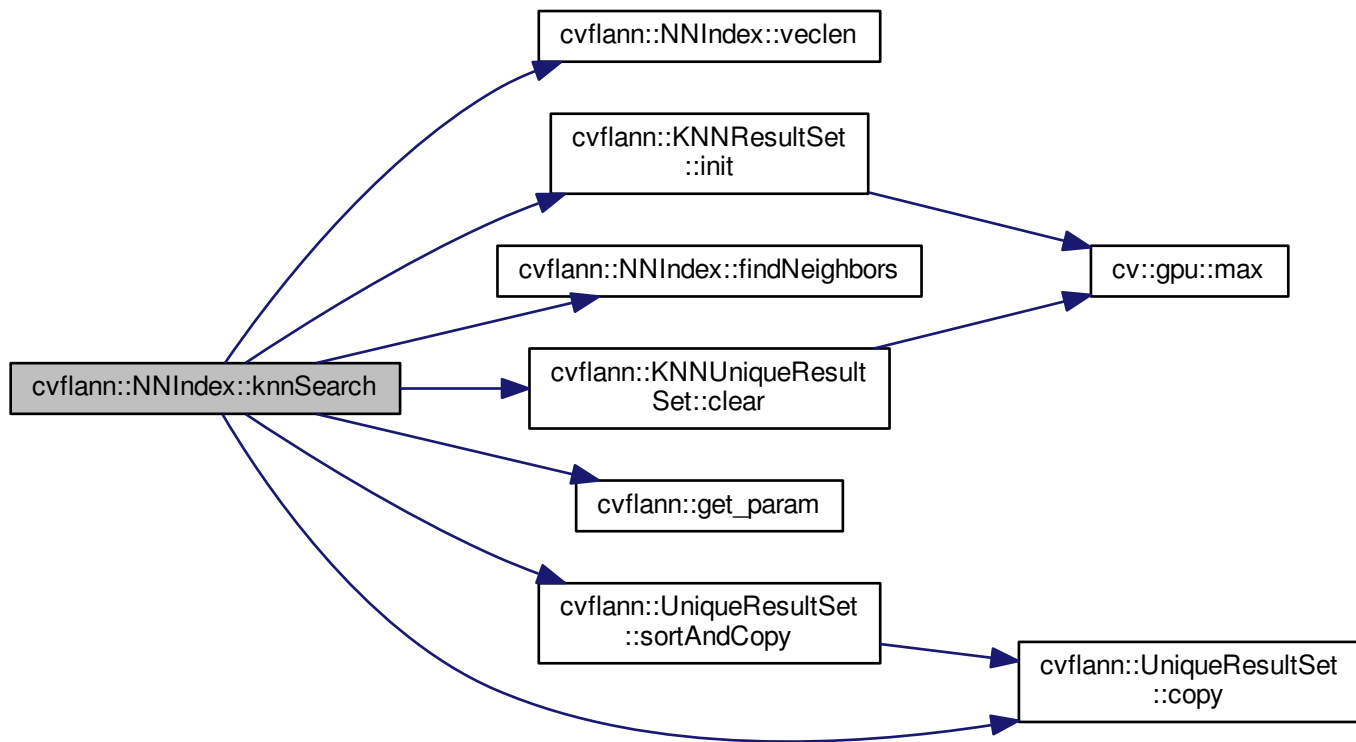 cvflann::NNIndex::veclen
cvflann::KNNResultSet
::init
cvflann::NNIndex::findNeighbors
cv::gpu::max
cvflann::NNIndex::knnSearch
cvflann::KNNUniqueResult
Set::clear
cvflann::get_param
cvflann::UniqueResultSet
::sortAndCopy
cvflann::UniqueResultSet
::copy